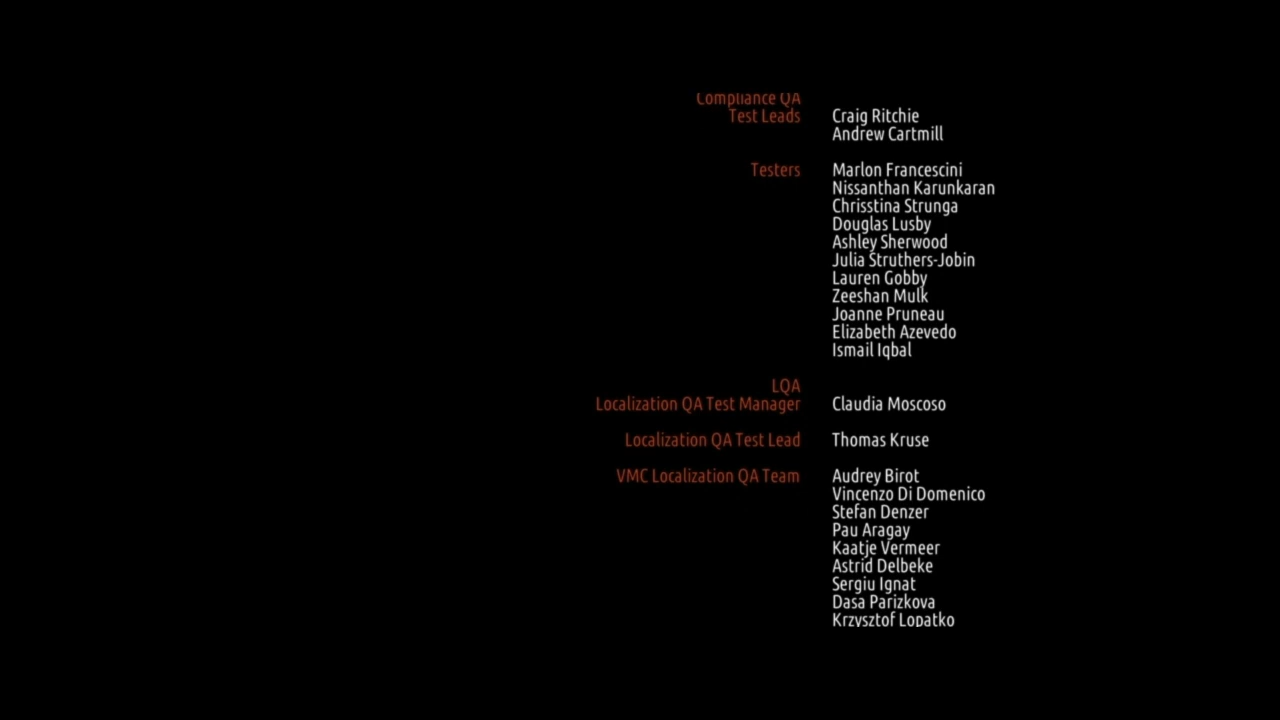 Compliance QA
Test Leads Craig Ritchie
Andrew Cartmill
Testers Marlon Francescini
Nissanthan Karunkaran
Chrisstina Strunga
Douglas Lusby
Ashley Sherwood
Julia Struthers-Jobin
Lauren Gobby
Zeeshan Mulk
Joanne Pruneau
Elizabeth Azevedo
Ismail Iqbal
LQA
Localization QA Test Manager Claudia Moscoso
Localization QA Test Lead Thomas Kruse
VMC Localization QA Team Audrey Birot
Vincenzo Di Domenico
Stefan Denzer
Pau Aragay
Kaatje Vermeer
Astrid Delbeke
Sergiu Ignat
Dasa Parizkova
Krzysztof Lopatko